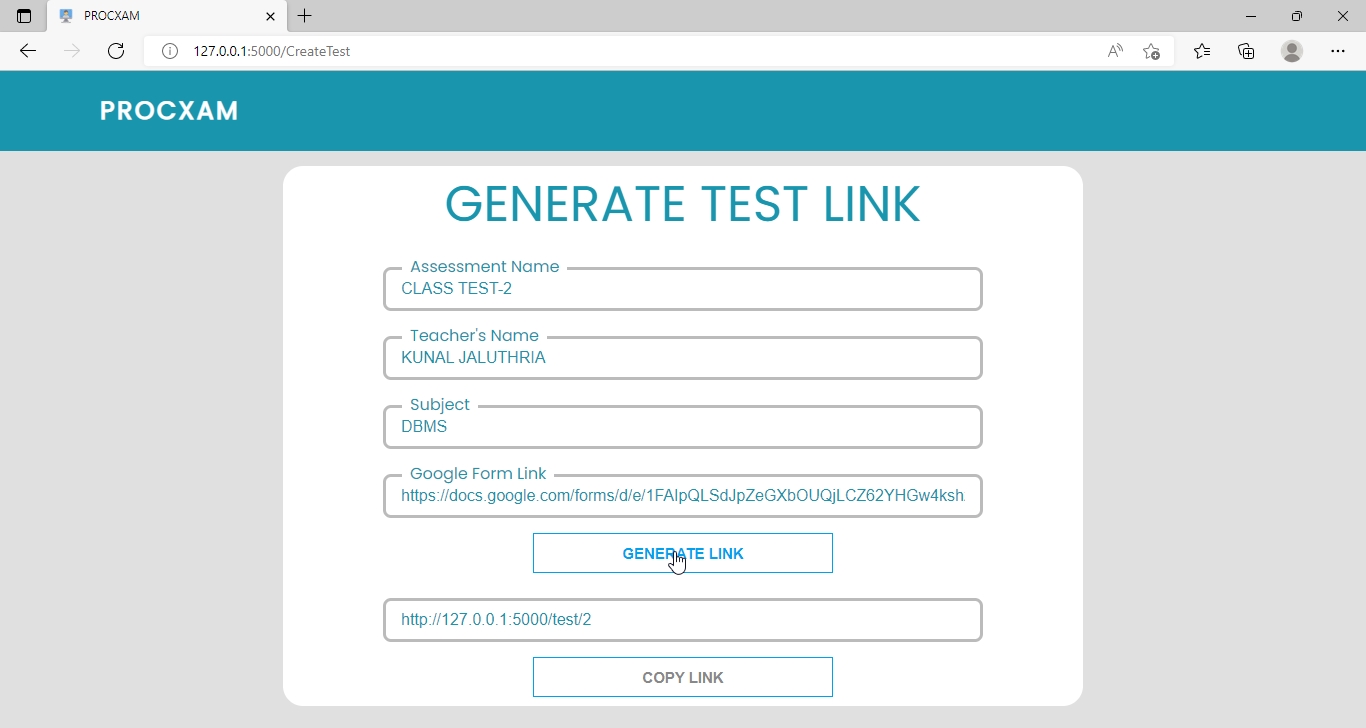 PROCXAM
127.0.0.1:5000/CreateTest
PROCXAM
GENERATE TEST LINK
Assessment Name
CLASS TEST-2
Teacher's Name
KUNAL JALUTHRIA
Subject
DBMS
Google Form Link
https://docs.google.com/forms/d/e/1FAIpQLSdJpZeGXbOUQjLCZ62YHGw4ksh
GENERATE LINK
http://127.0.0.1:5000/test/2
COPY LINK